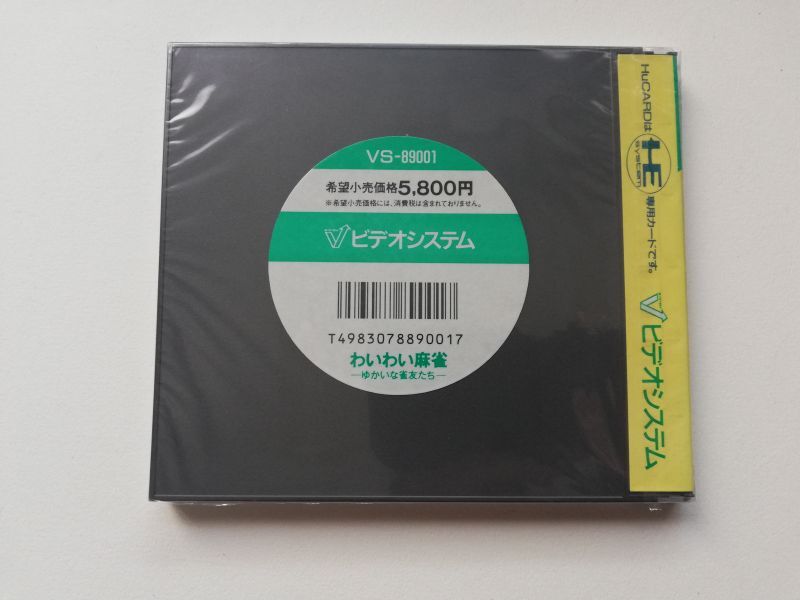 VS-89001
希望小売価格5,800円
※希望小売価格には、消費税は含まれておりません。
ビデオシステム
T4983078890017
わいわい麻雀
―ゆかいな雀友たち―
HuCARDは HE system 専用カードです。
ビデオシステム